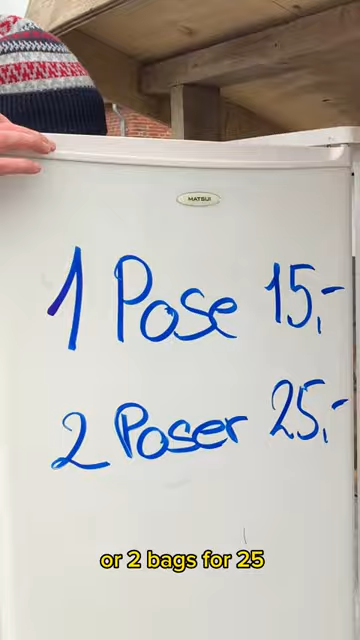 MATSUI
1 Pose 15,-
2 Poser 25,-
or 2 bags for 25